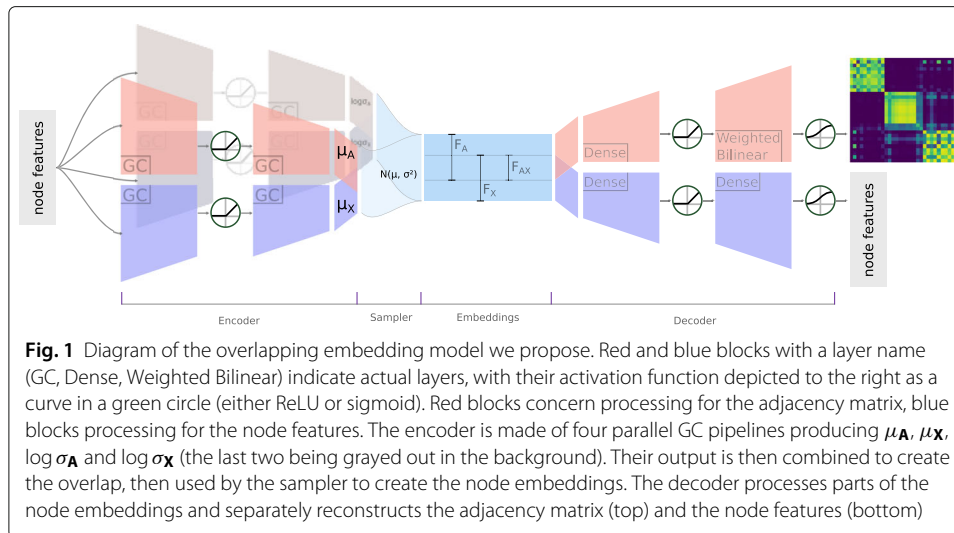 node features
GC
GC
GC
GC
GC
GC
GC
GC
logσA
logσX
μA
μX
N(μ, σ²)
FA
FAX
FX
Dense
Dense
Weighted
Bilinear
Dense
node features
Encoder
Sampler
Embeddings
Decoder
Fig. 1 Diagram of the overlapping embedding model we propose. Red and blue blocks with a layer name
(GC, Dense, Weighted Bilinear) indicate actual layers, with their activation function depicted to the right as a
curve in a green circle (either ReLU or sigmoid). Red blocks concern processing for the adjacency matrix, blue
blocks processing for the node features. The encoder is made of four parallel GC pipelines producing μA, μX,
log σA and log σX (the last two being grayed out in the background). Their output is then combined to create
the overlap, then used by the sampler to create the node embeddings. The decoder processes parts of the
node embeddings and separately reconstructs the adjacency matrix (top) and the node features (bottom)